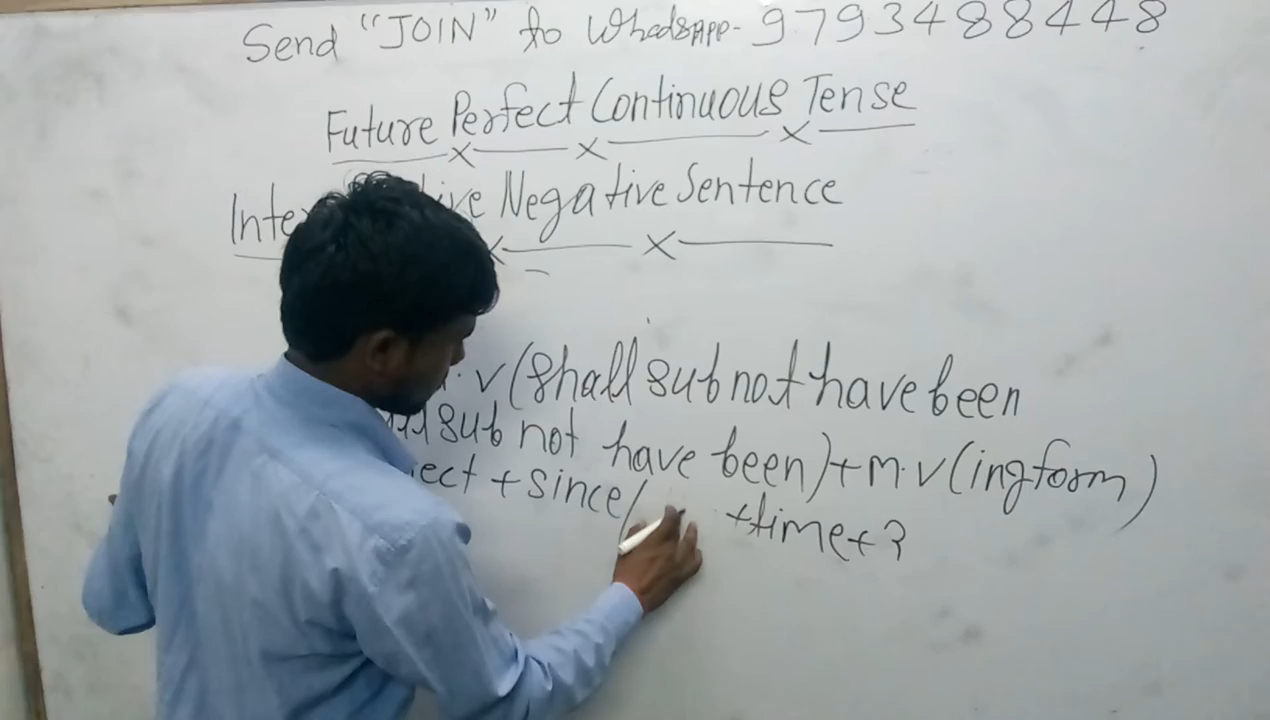 Send "JOIN" to WhatsApp- 9793488448
Future Perfect Continuous Tense
Negative Sentence
v (shall sub not have been
sub not have been) + m.v (ing form)
+ since/ + time + ?